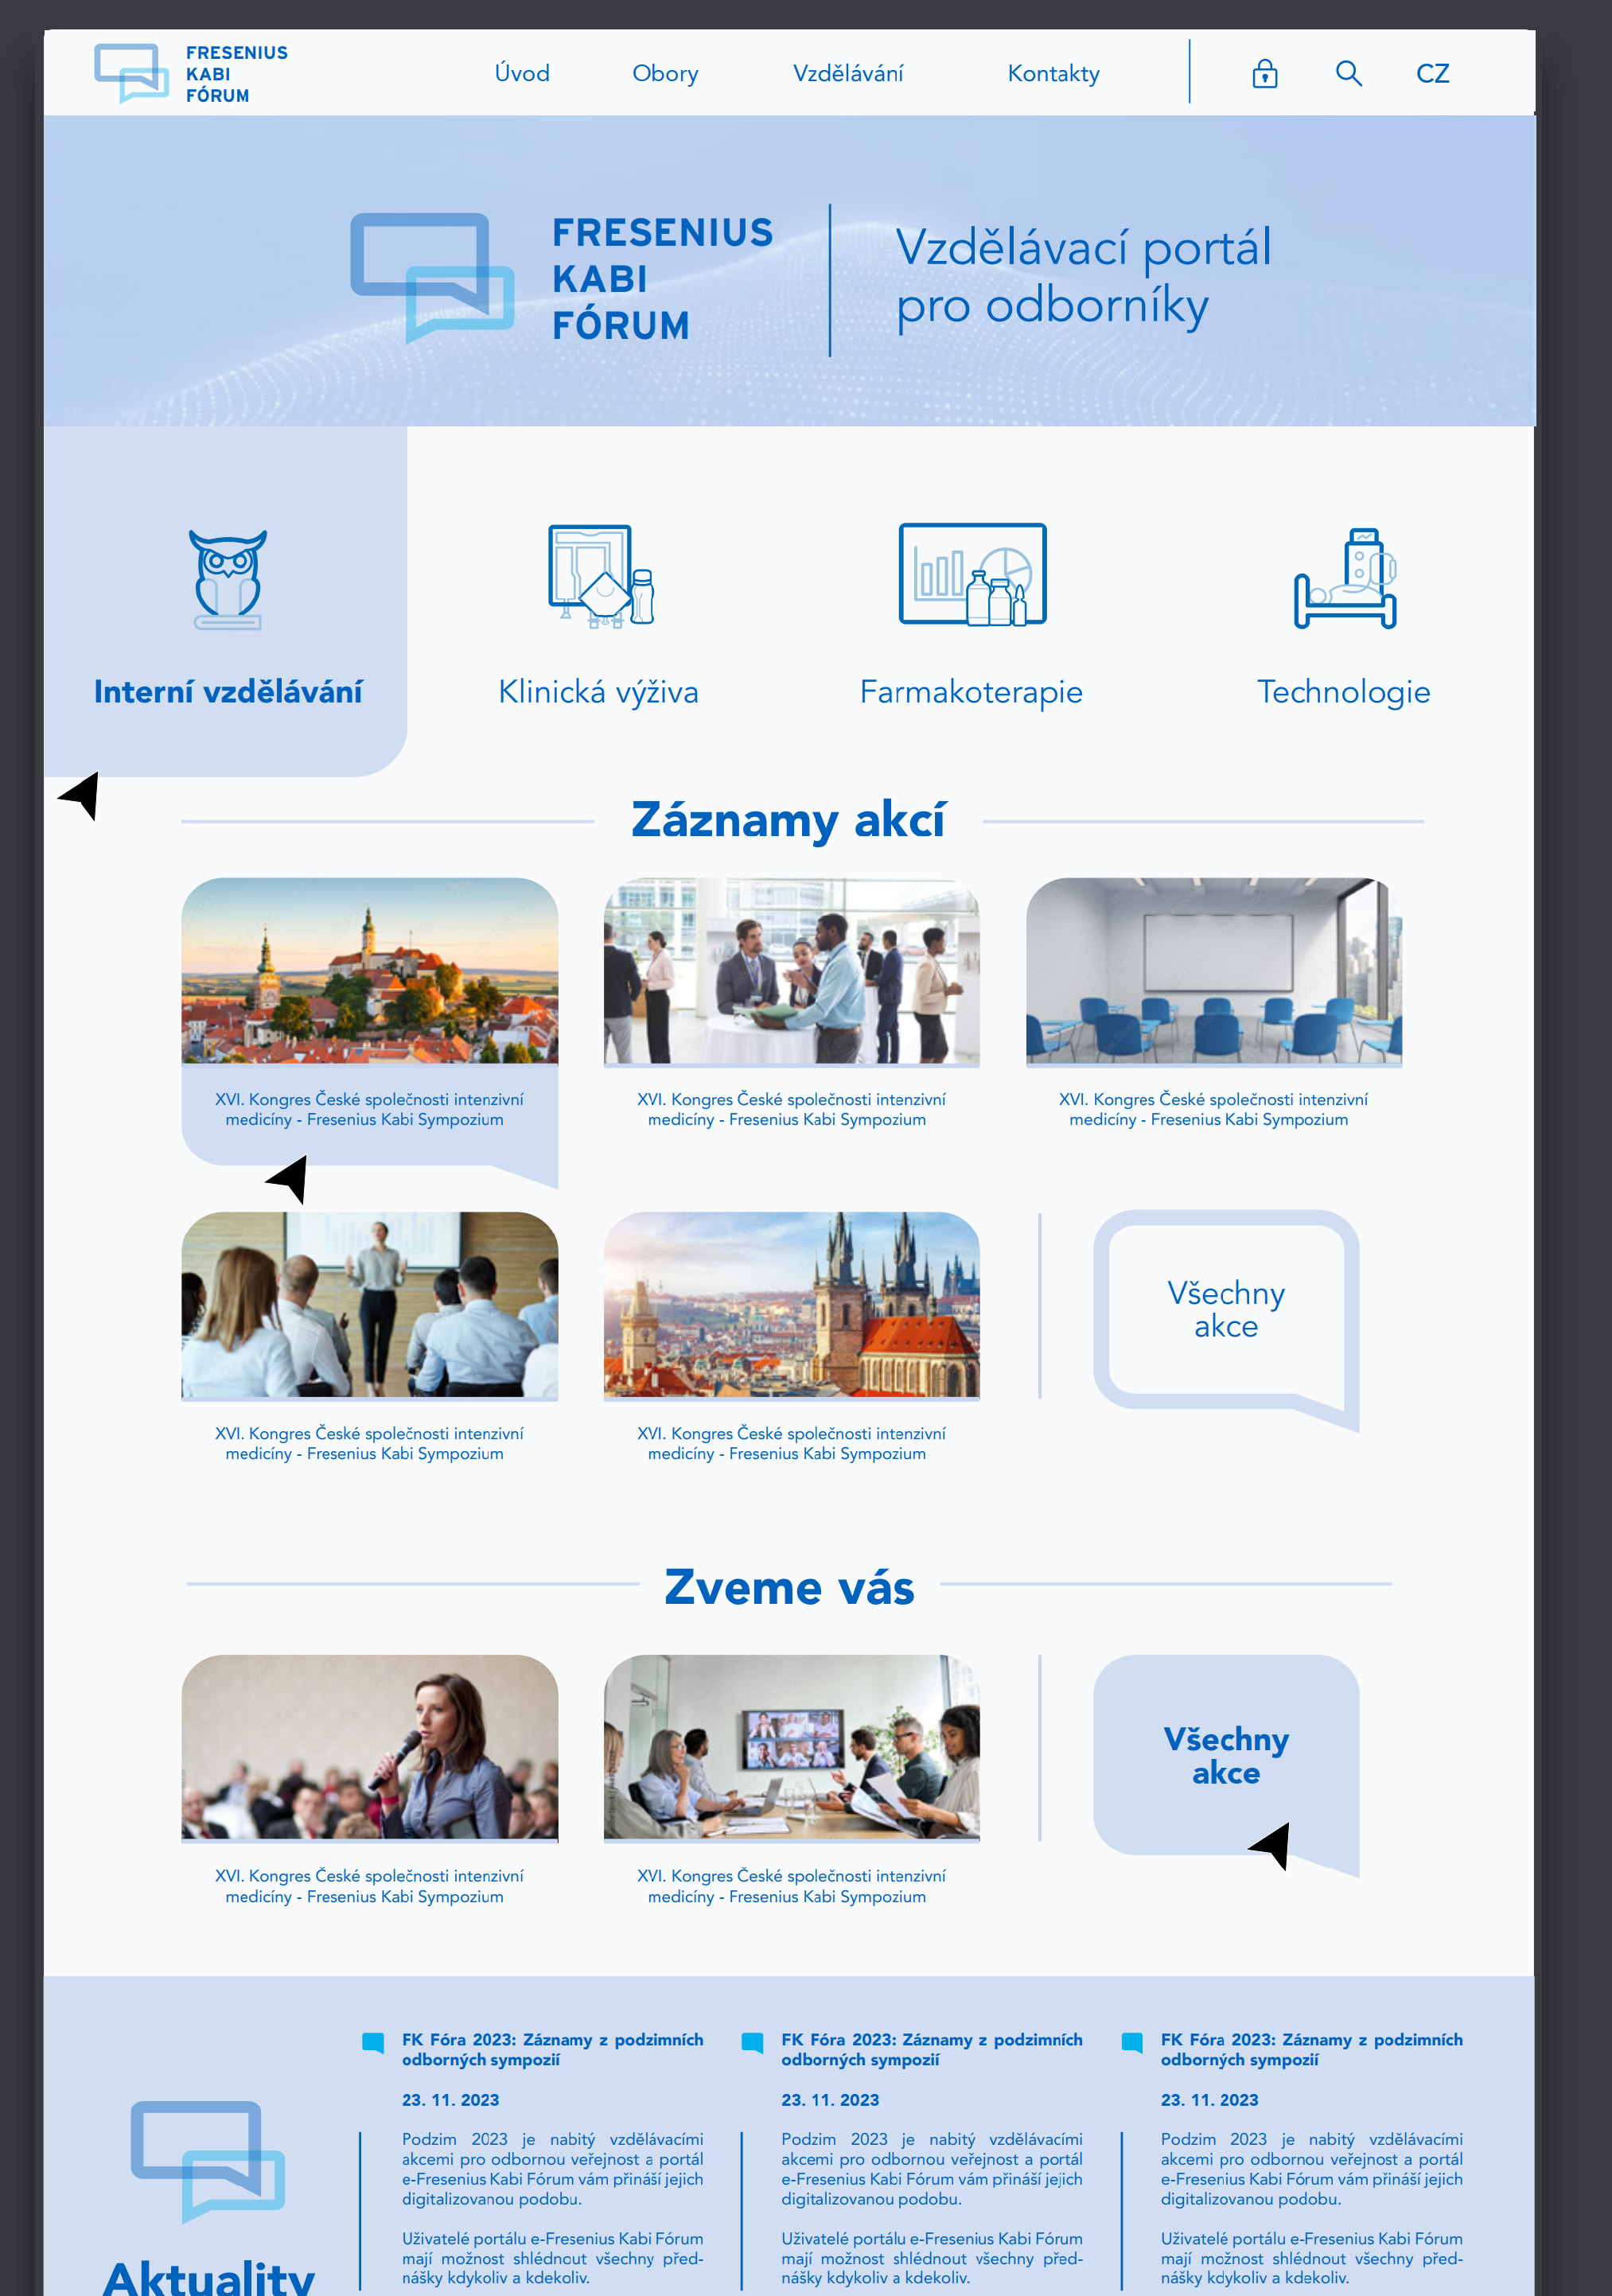 FRESENIUS
KABI
FÓRUM
Úvod
Obory
Vzdělávání
Kontakty
CZ
FRESENIUS
KABI
FÓRUM
Vzdělávací portál
pro odborníky
Interní vzdělávání
Klinická výživa
Farmakoterapie
Technologie
Záznamy akcí
XVI. Kongres České společnosti intenzivní
medicíny - Fresenius Kabi Sympozium
XVI. Kongres České společnosti intenzivní
medicíny - Fresenius Kabi Sympozium
XVI. Kongres České společnosti intenzivní
medicíny - Fresenius Kabi Sympozium
XVI. Kongres České společnosti intenzivní
medicíny - Fresenius Kabi Sympozium
XVI. Kongres České společnosti intenzivní
medicíny - Fresenius Kabi Sympozium
Všechny
akce
Zveme vás
XVI. Kongres České společnosti intenzivní
medicíny - Fresenius Kabi Sympozium
XVI. Kongres České společnosti intenzivní
medicíny - Fresenius Kabi Sympozium
Všechny
akce
Aktuality
FK Fóra 2023: Záznamy z podzimních
odborných sympozií
23. 11. 2023
Podzim 2023 je nabitý vzdělávacími
akcemi pro odbornou veřejnost a portál
e-Fresenius Kabi Fórum vám přináší jejich
digitalizovanou podobu.
Uživatelé portálu e-Fresenius Kabi Fórum
mají možnost shlédnout všechny před-
nášky kdykoliv a kdekoliv.
FK Fóra 2023: Záznamy z podzimních
odborných sympozií
23. 11. 2023
Podzim 2023 je nabitý vzdělávacími
akcemi pro odbornou veřejnost a portál
e-Fresenius Kabi Fórum vám přináší jejich
digitalizovanou podobu.
Uživatelé portálu e-Fresenius Kabi Fórum
mají možnost shlédnout všechny před-
nášky kdykoliv a kdekoliv.
FK Fóra 2023: Záznamy z podzimních
odborných sympozií
23. 11. 2023
Podzim 2023 je nabitý vzdělávacími
akcemi pro odbornou veřejnost a portál
e-Fresenius Kabi Fórum vám přináší jejich
digitalizovanou podobu.
Uživatelé portálu e-Fresenius Kabi Fórum
mají možnost shlédnout všechny před-
nášky kdykoliv a kdekoliv.